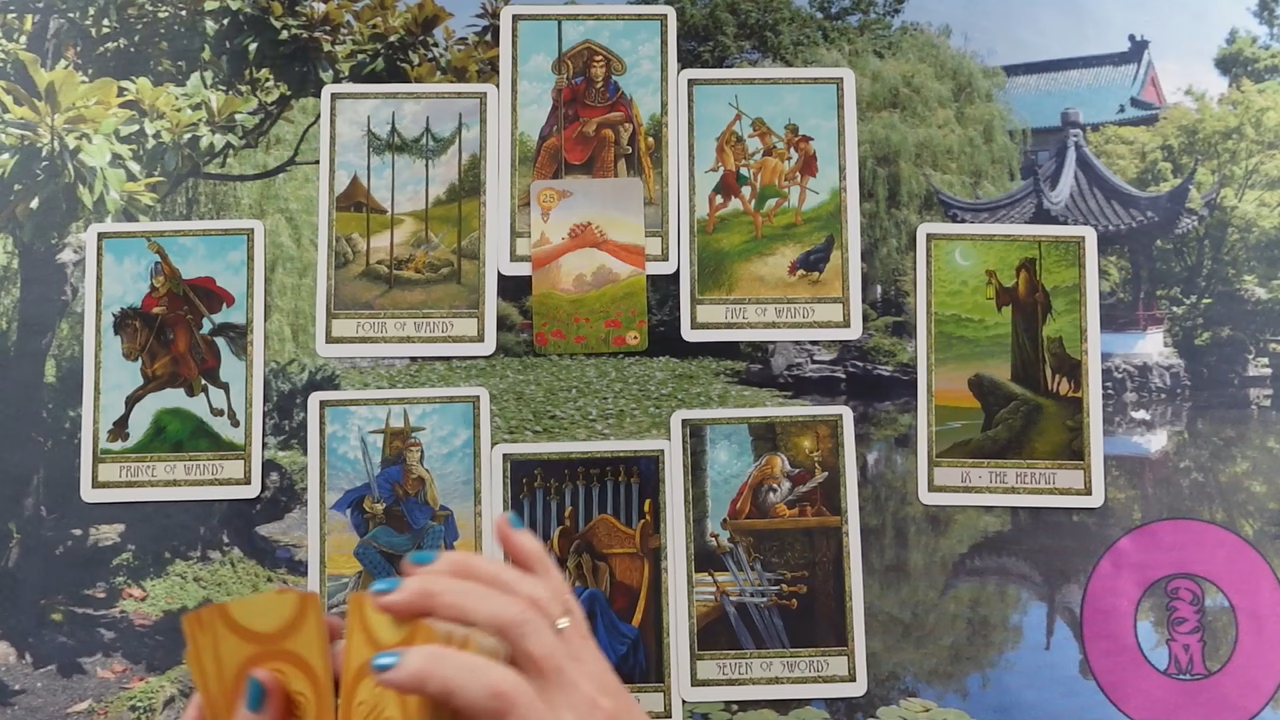 FOUR OF WANDS
25
FIVE OF WANDS
PRINCE OF WANDS
IX · THE HERMIT
SEVEN OF SWORDS